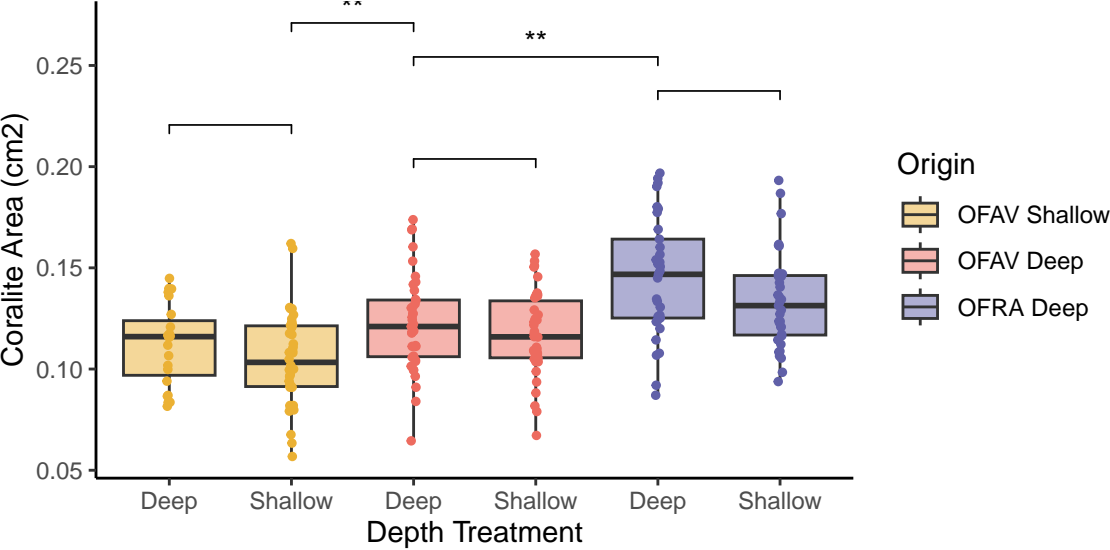 **
**
0.25
0.20
0.15
0.10
0.05
Coralite Area (cm2)
Deep Shallow Deep Shallow Deep Shallow
Depth Treatment
Origin
OFAV Shallow
OFAV Deep
OFRA Deep